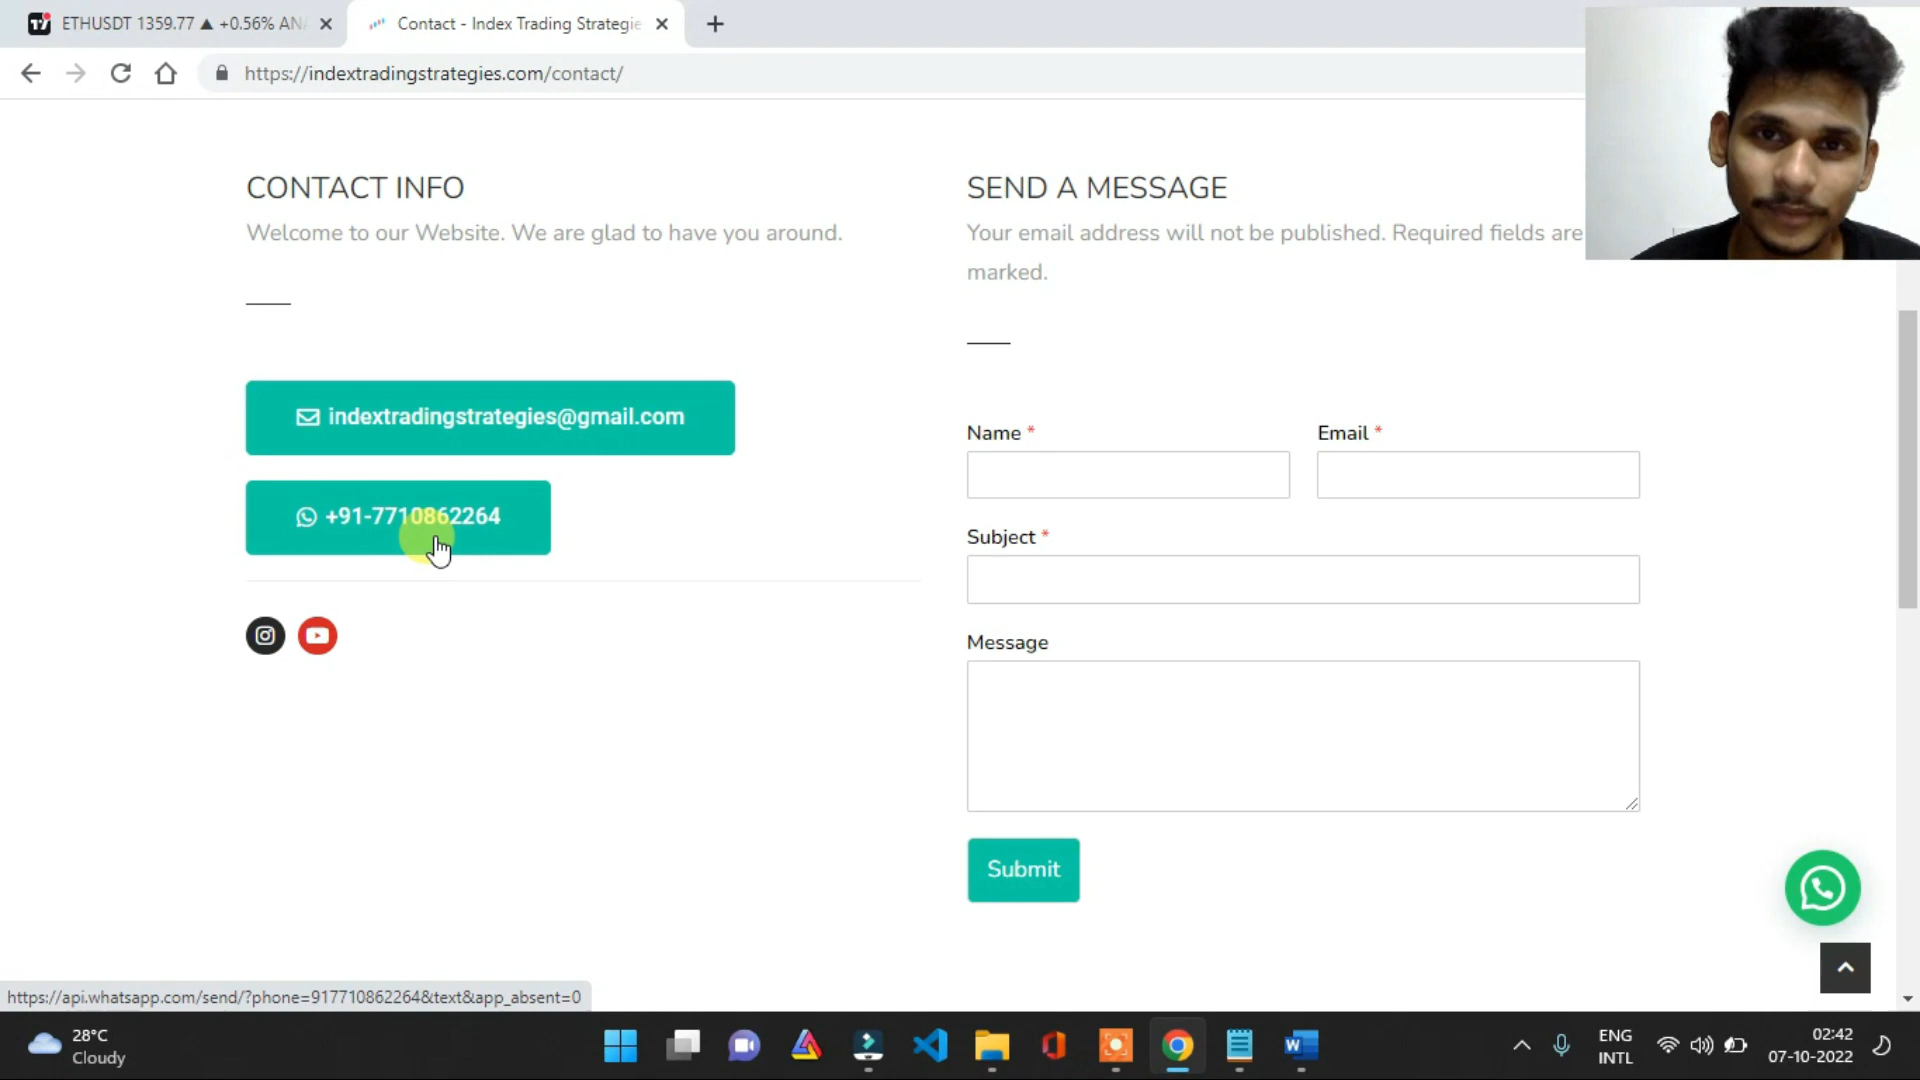 ETHUSDT 1359.77 ▲ +0.56% AN
Contact - Index Trading Strategie
https://indextradingstrategies.com/contact/
CONTACT INFO
Welcome to our Website. We are glad to have you around.
indextradingstrategies@gmail.com
+91-7710862264
SEND A MESSAGE
Your email address will not be published. Required fields are
marked.
Name *
Email *
Subject *
Message
Submit
https://api.whatsapp.com/send/?phone=917710862264&text&app_absent=0
28°C
Cloudy
ENG
INTL
02:42
07-10-2022